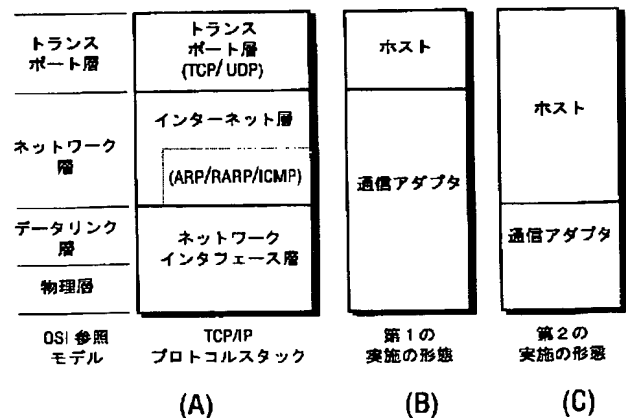 トランス
ポート層
ネットワーク
層
データリンク
層
物理層
OSI 参照
モデル
トランス
ポート層
(TCP/UDP)
インターネット層
(ARP/RARP/ICMP)
ネットワーク
インタフェース層
TCP/IP
プロトコルスタック
(A)
ホスト
通信アダプタ
第1の
実施の形態
(B)
ホスト
通信アダプタ
第2の
実施の形態
(C)